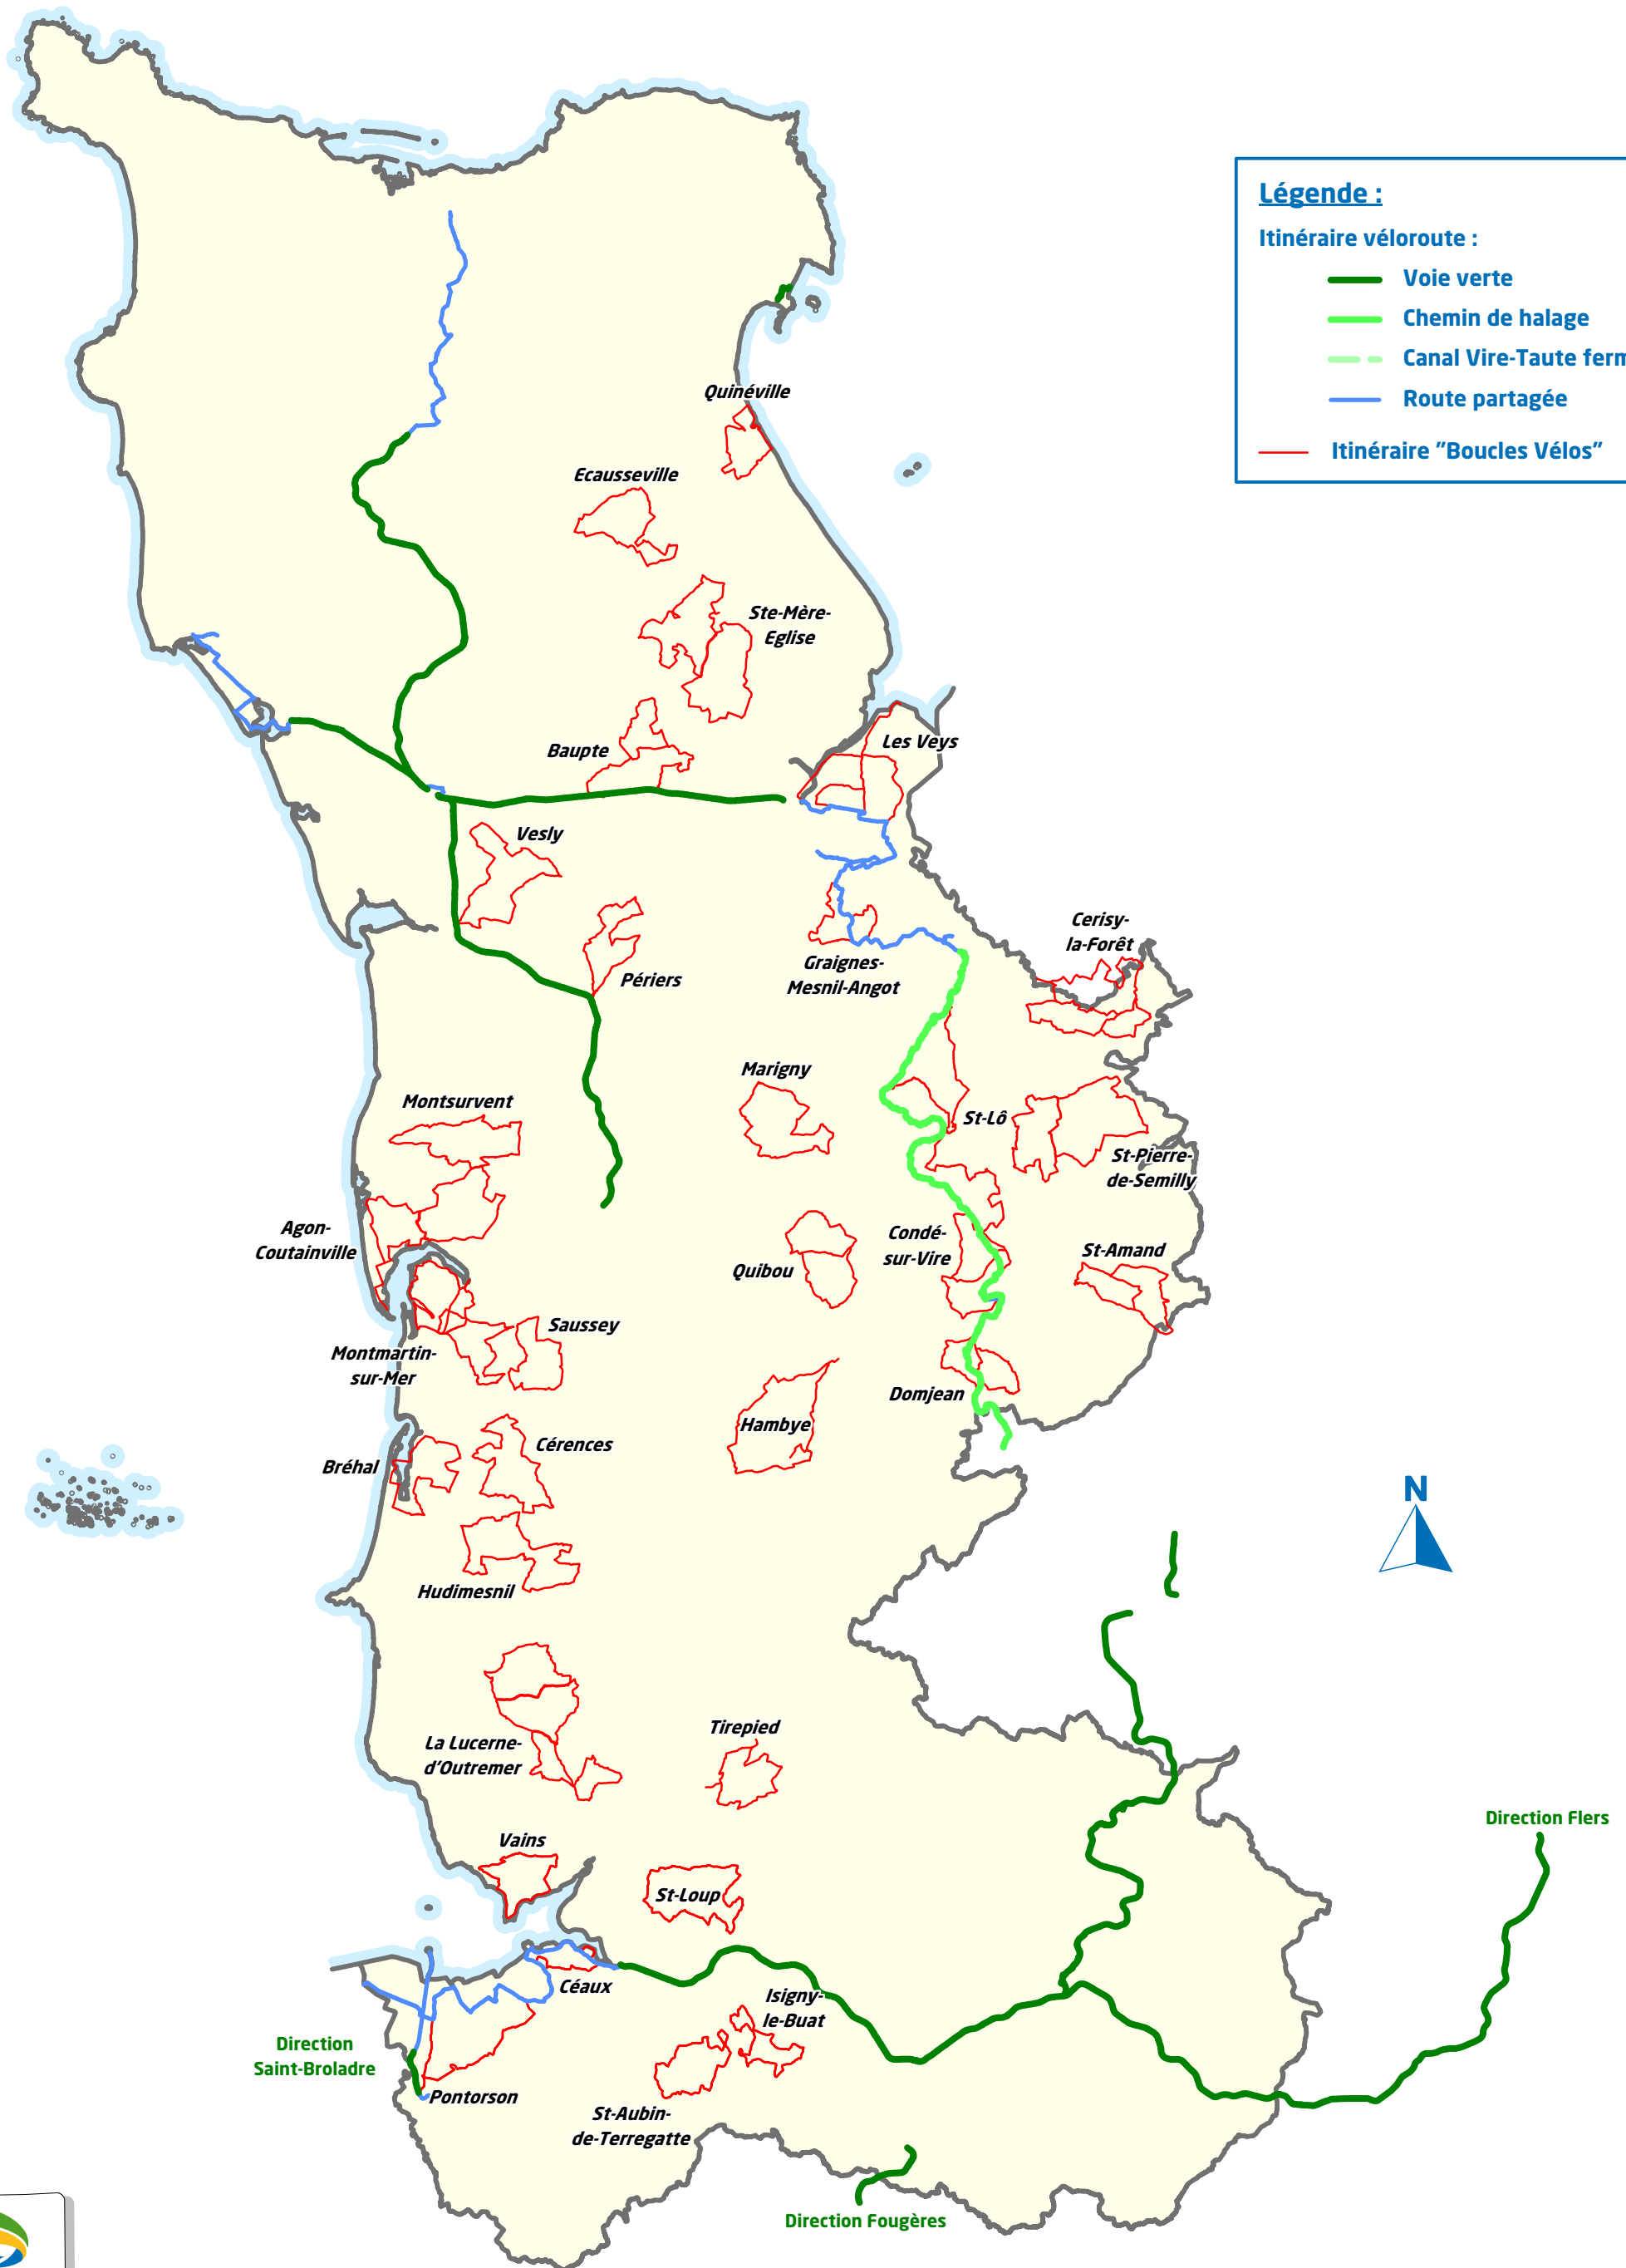 Légende :
Itinéraire véloroute :
Voie verte
Chemin de halage
Canal Vire-Taute ferm
Route partagée
Itinéraire "Boucles Vélos"
Quinéville
Ecausseville
Ste-Mère-
Eglise
Les Veys
Baupte
Vesly
Cerisy-
la-Forêt
Graignes-
Mesnil-Angot
Périers
Marigny
Montsurvent
St-Lô
St-Pierre-
de-Semilly
Agon-
Coutainville
Condé-
sur-Vire
St-Amand
Quibou
Saussey
Montmartin-
sur-Mer
Domjean
Hambye
Cérences
Bréhal
N
Hudimesnil
Tirepied
La Lucerne-
d'Outremer
Direction Flers
Vains
St-Loup
Céaux
Isigny-
le-Buat
Direction
Saint-Broladre
Pontorson
St-Aubin-
de-Terregatte
Direction Fougères